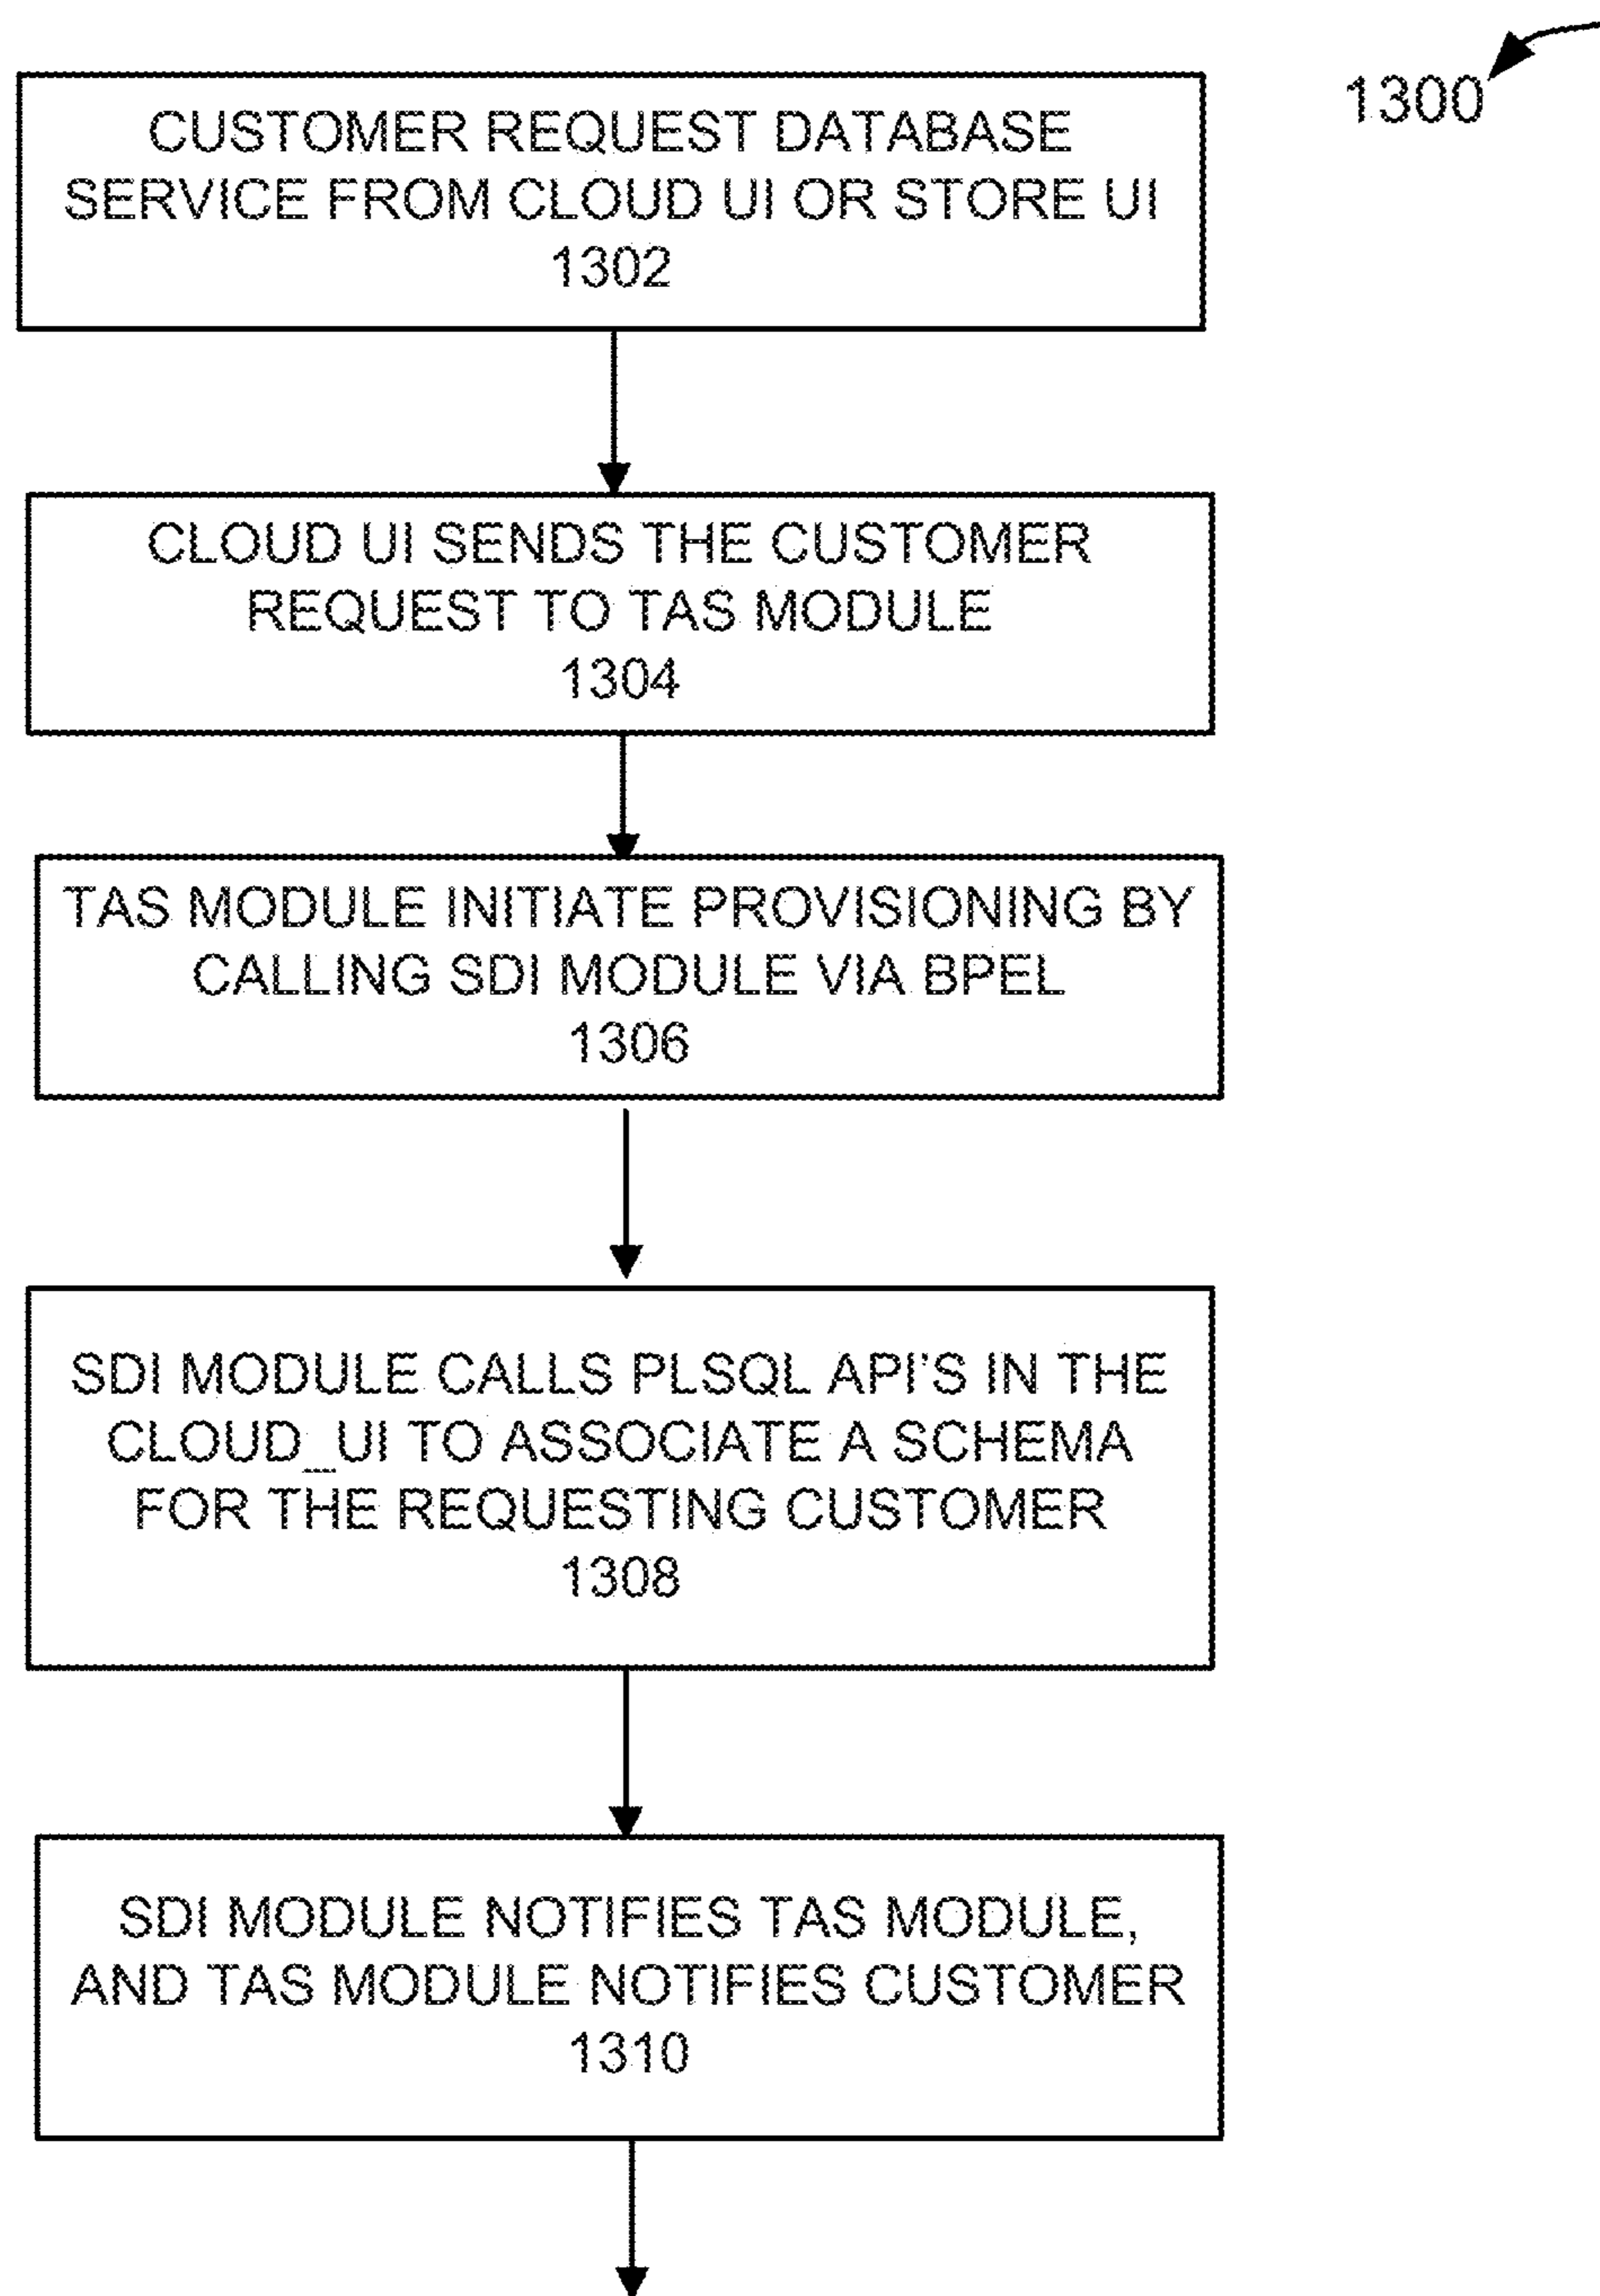 1300
CUSTOMER REQUEST DATABASE
SERVICE FROM CLOUD UI OR STORE UI
1302
CLOUD UI SENDS THE CUSTOMER
REQUEST TO TAS MODULE
1304
TAS MODULE INITIATE PROVISIONING BY
CALLING SDI MODULE VIA BPEL
1306
SDI MODULE CALLS PLSQL API'S IN THE
CLOUD_UI TO ASSOCIATE A SCHEMA
FOR THE REQUESTING CUSTOMER
1308
SDI MODULE NOTIFIES TAS MODULE,
AND TAS MODULE NOTIFIES CUSTOMER
1310